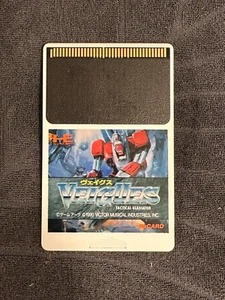 ヴェイグス
VEIGUES
TACTICAL GLADIATOR
©ゲームアーツ ©1990 VICTOR MUSICAL INDUSTRIES, INC.
HuCARD